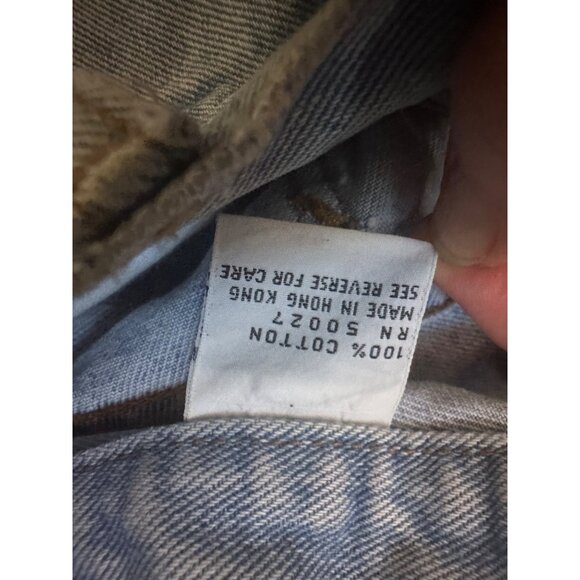 100% COTTON
RN 50027
MADE IN HONG KONG
SEE REVERSE FOR CARE